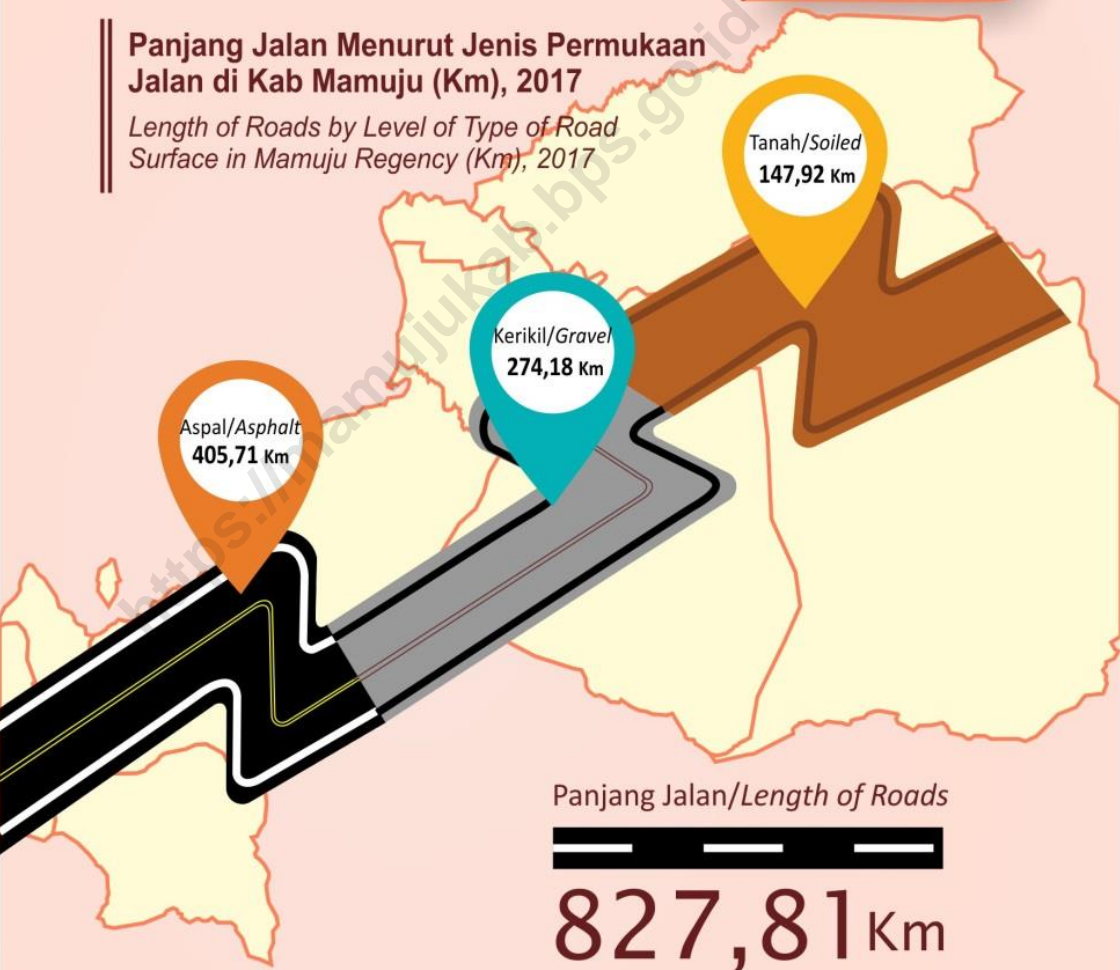 Panjang Jalan Menurut Jenis Permukaan
Jalan di Kab Mamuju (Km), 2017
Length of Roads by Level of Type of Road
Surface in Mamuju Regency (Km), 2017
Tanah/Soiled
147,92 Km
Kerikil/Gravel
274,18 Km
Aspal/Asphalt
405,71 Km
https://mamujukab.bps.go.id
Panjang Jalan/Length of Roads
827,81 Km